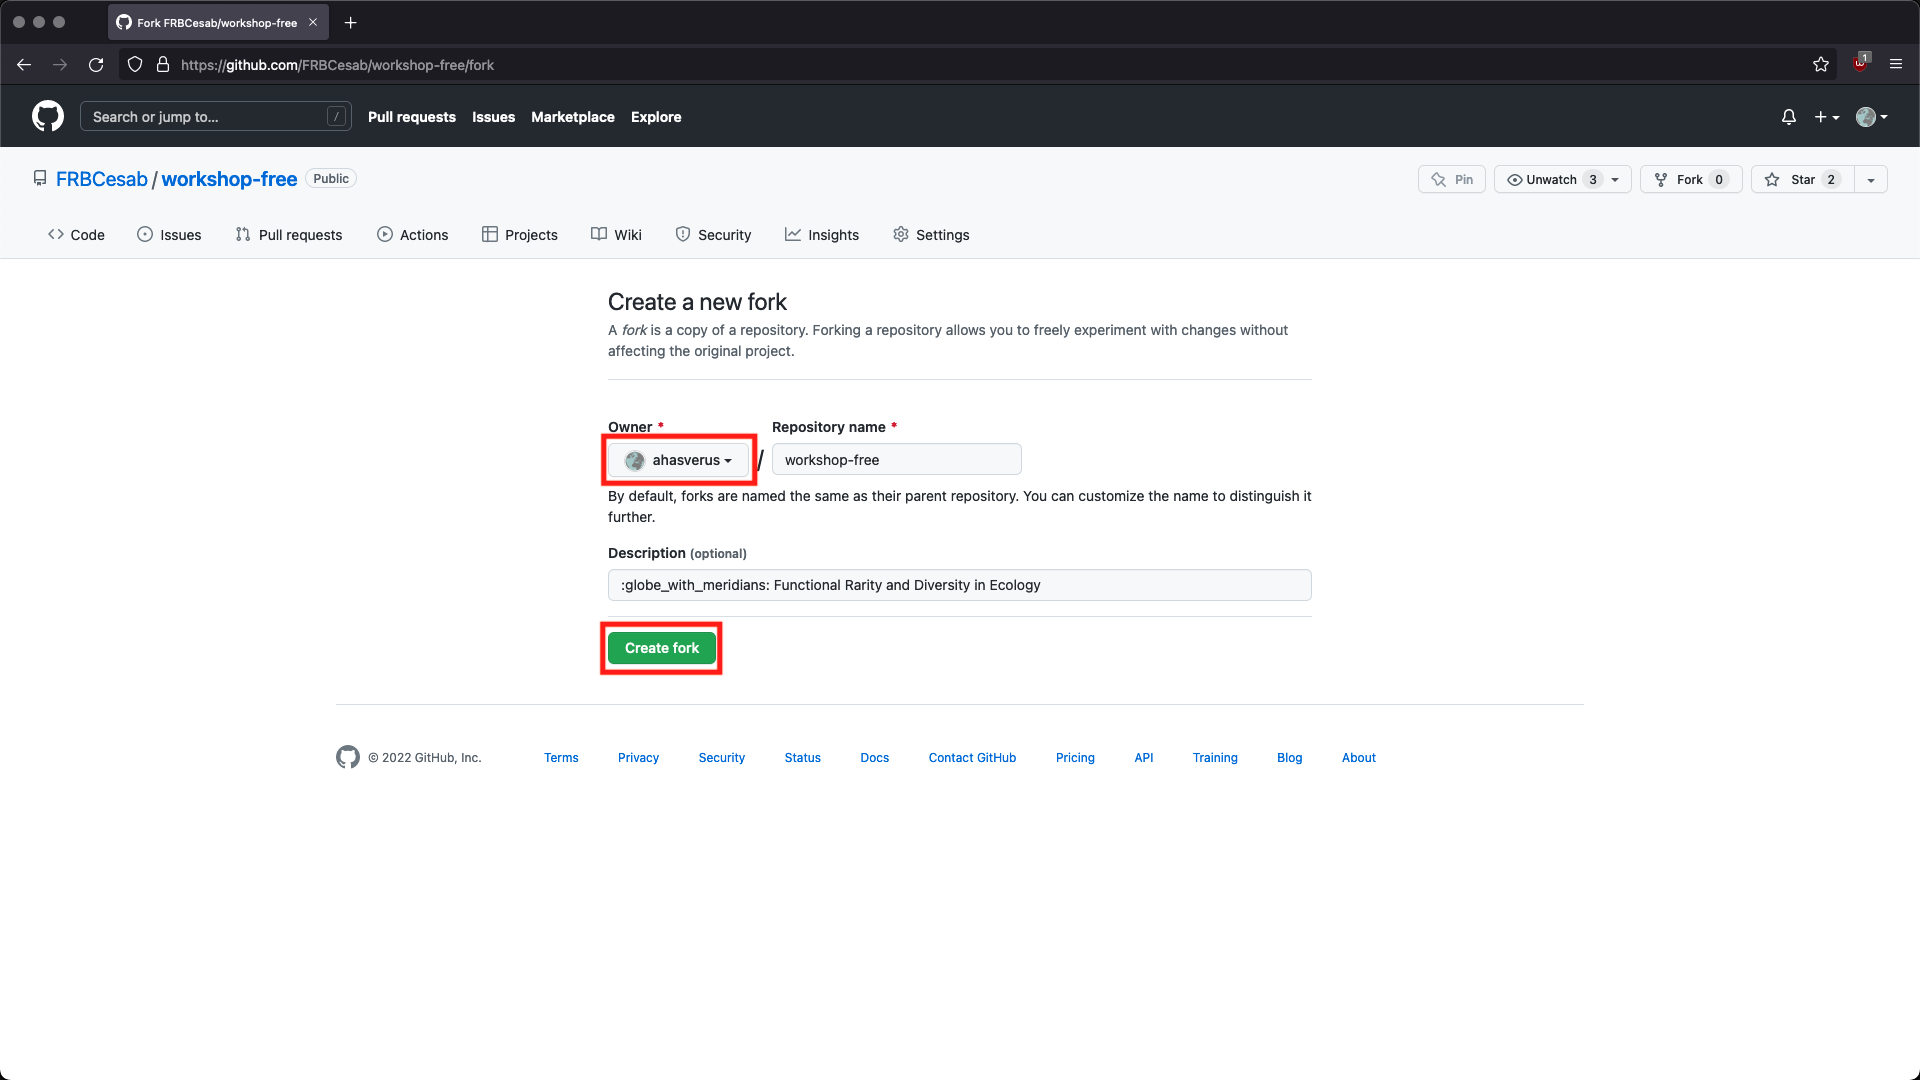 Fork FRBCesab/workshop-free
https://github.com/FRBCesab/workshop-free/fork
1
Search or jump to... /
Pull requests Issues Marketplace Explore
FRBCesab / workshop-free Public
Pin Unwatch 3 Fork 0 Star 2
Code Issues Pull requests Actions Projects Wiki Security Insights Settings
Create a new fork
A fork is a copy of a repository. Forking a repository allows you to freely experiment with changes without
affecting the original project.
Owner * Repository name *
ahasverus / workshop-free
By default, forks are named the same as their parent repository. You can customize the name to distinguish it
further.
Description (optional)
:globe_with_meridians: Functional Rarity and Diversity in Ecology
Create fork
© 2022 GitHub, Inc. Terms Privacy Security Status Docs Contact GitHub Pricing API Training Blog About